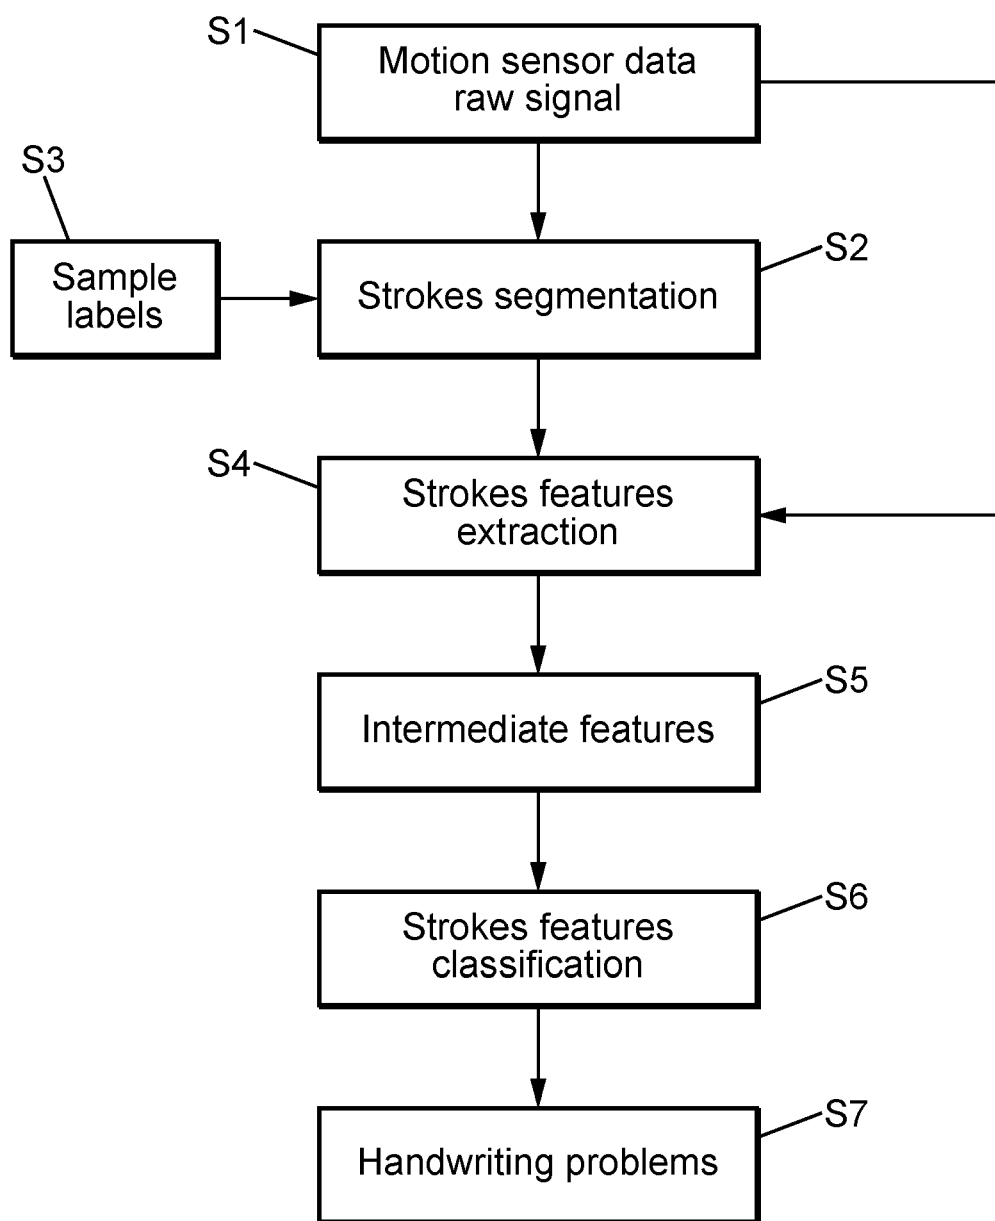 S1
Motion sensor data
raw signal
S3
Sample
labels
S2
Strokes segmentation
S4
Strokes features
extraction
S5
Intermediate features
S6
Strokes features
classification
S7
Handwriting problems